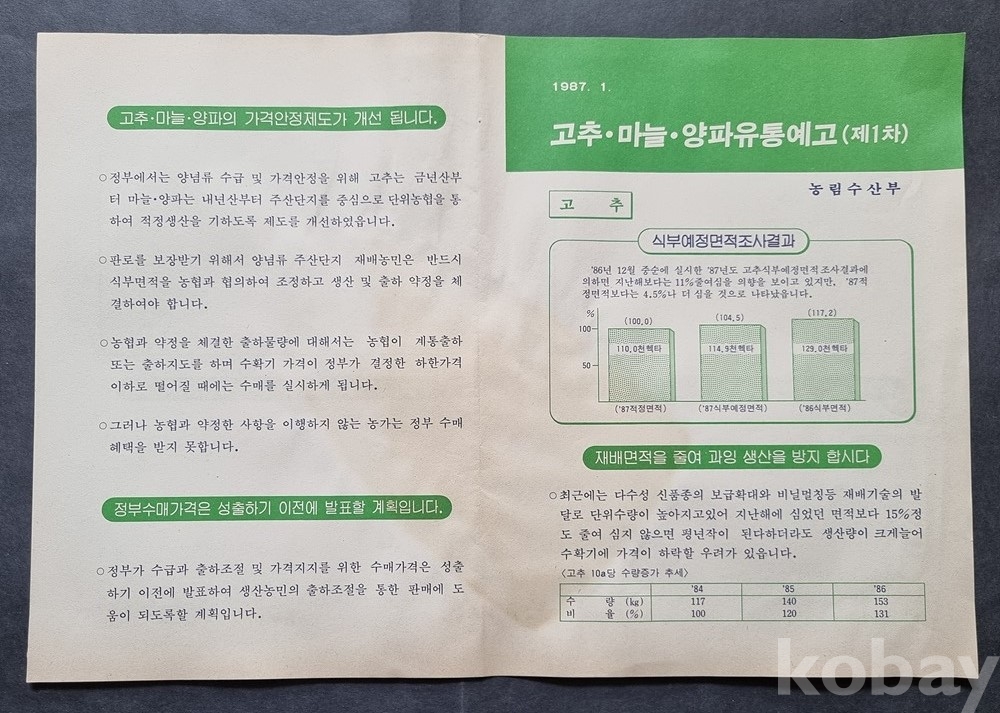 고추·마늘·양파의 가격안정제도가 개선 됩니다.
○정부에서는 양념류 수급 및 가격안정을 위해 고추는 금년산부
터 마늘·양파는 내년산부터 주산단지를 중심으로 단위농협을 통
하여 적정생산을 기하도록 제도를 개선하였읍니다.
○판로를 보장받기 위해서 양념류 주산단지 재배농민은 반드시
식부면적을 농협과 협의하여 조정하고 생산 및 출하 약정을 체
결하여야 합니다.
○농협과 약정을 체결한 출하물량에 대해서는 농협이 계통출하
또는 출하지도를 하며 수확기 가격이 정부가 결정한 하한가격
이하로 떨어질 때에는 수매를 실시하게 됩니다.
○그러나 농협과 약정한 사항을 이행하지 않는 농가는 정부 수매
혜택을 받지 못합니다.
정부수매가격은 성출하기 이전에 발표할 계획입니다.
○정부가 수급과 출하조절 및 가격지지를 위한 수매가격은 성출
하기 이전에 발표하여 생산농민의 출하조절을 통한 판매에 도
움이 되도록할 계획입니다.
1987. 1.
고추·마늘·양파유통예고(제1차)
농림수산부
고 추
식부예정면적조사결과
'86년 12월 중순에 실시한 '87년도 고추식부예정면적조사결과에
의하면 지난해보다는 11%줄여심을 의향을 보이고 있지만, '87적
정면적보다는 4.5%나 더 심을 것으로 나타났읍니다.
%
100
50
(100.0) (104.5) (117.2)
110.0천헥타 114.9천헥타 129.0천헥타
('87적정면적) ('87식부예정면적) ('86식부면적)
재배면적을 줄여 과잉 생산을 방지 합시다
○최근에는 다수성 신품종의 보급확대와 비닐멀칭등 재배기술의 발
달로 단위수량이 높아지고있어 지난해에 심었던 면적보다 15%정
도 줄여 심지 않으면 평년작이 된다하더라도 생산량이 크게늘어
수확기에 가격이 하락할 우려가 있읍니다.
〈고추 10a당 수량증가 추세〉
'84 '85 '86
수 량 (kg) 117 140 153
비 율 (%) 100 120 131
kobay